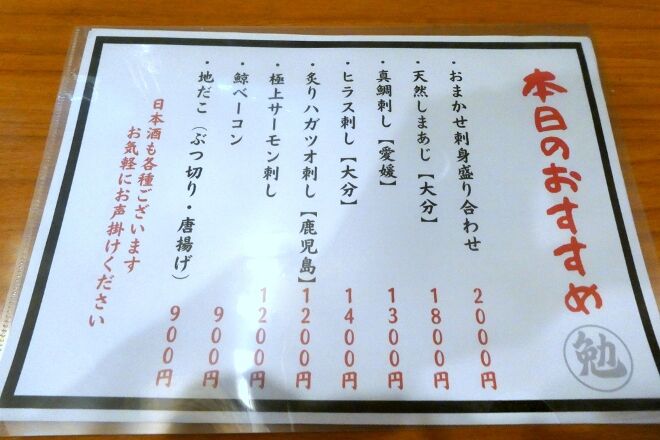 本日のおすすめ
勉
・おまかせ刺身盛り合わせ 2000円
・天然しまあじ【大分】 1800円
・真鯛刺し【愛媛】 1300円
・ヒラス刺し【大分】 1400円
・炙りハガツオ刺し【鹿児島】 1200円
・極上サーモン刺し 1200円
・鯨ベーコン 900円
・地だこ（ぶつ切り・唐揚げ） 900円
日本酒も各種ございます
お気軽にお声掛けください